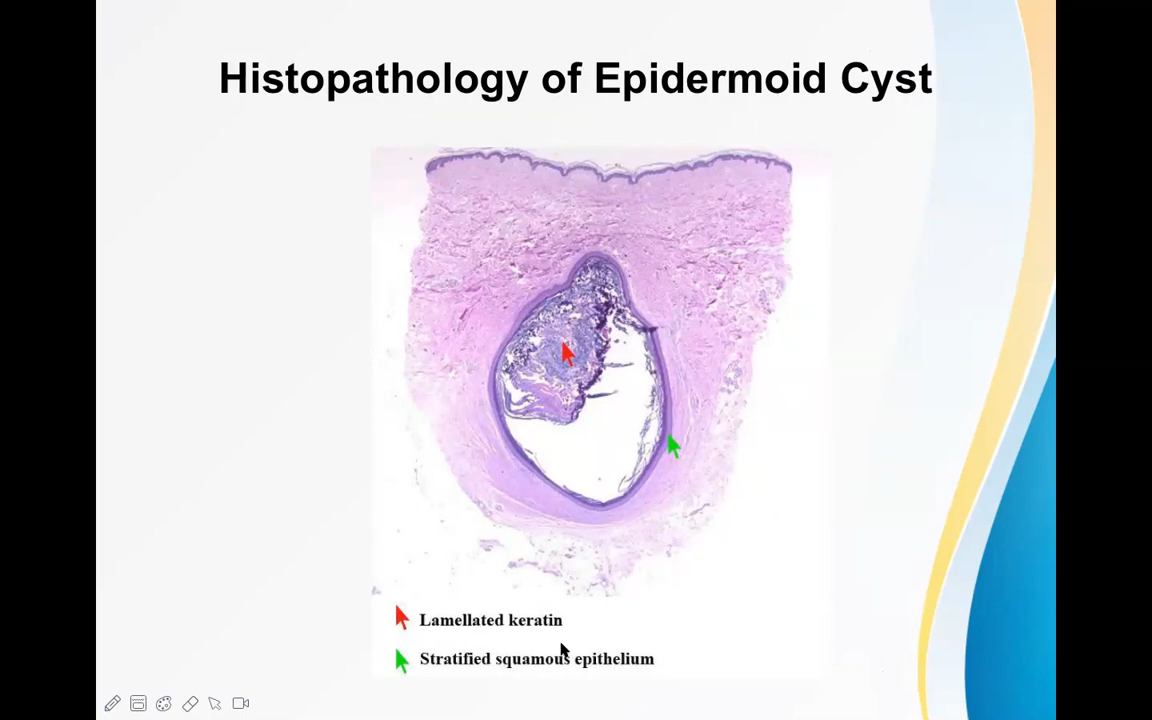 Histopathology of Epidermoid Cyst
Lamellated keratin
Stratified squamous epithelium